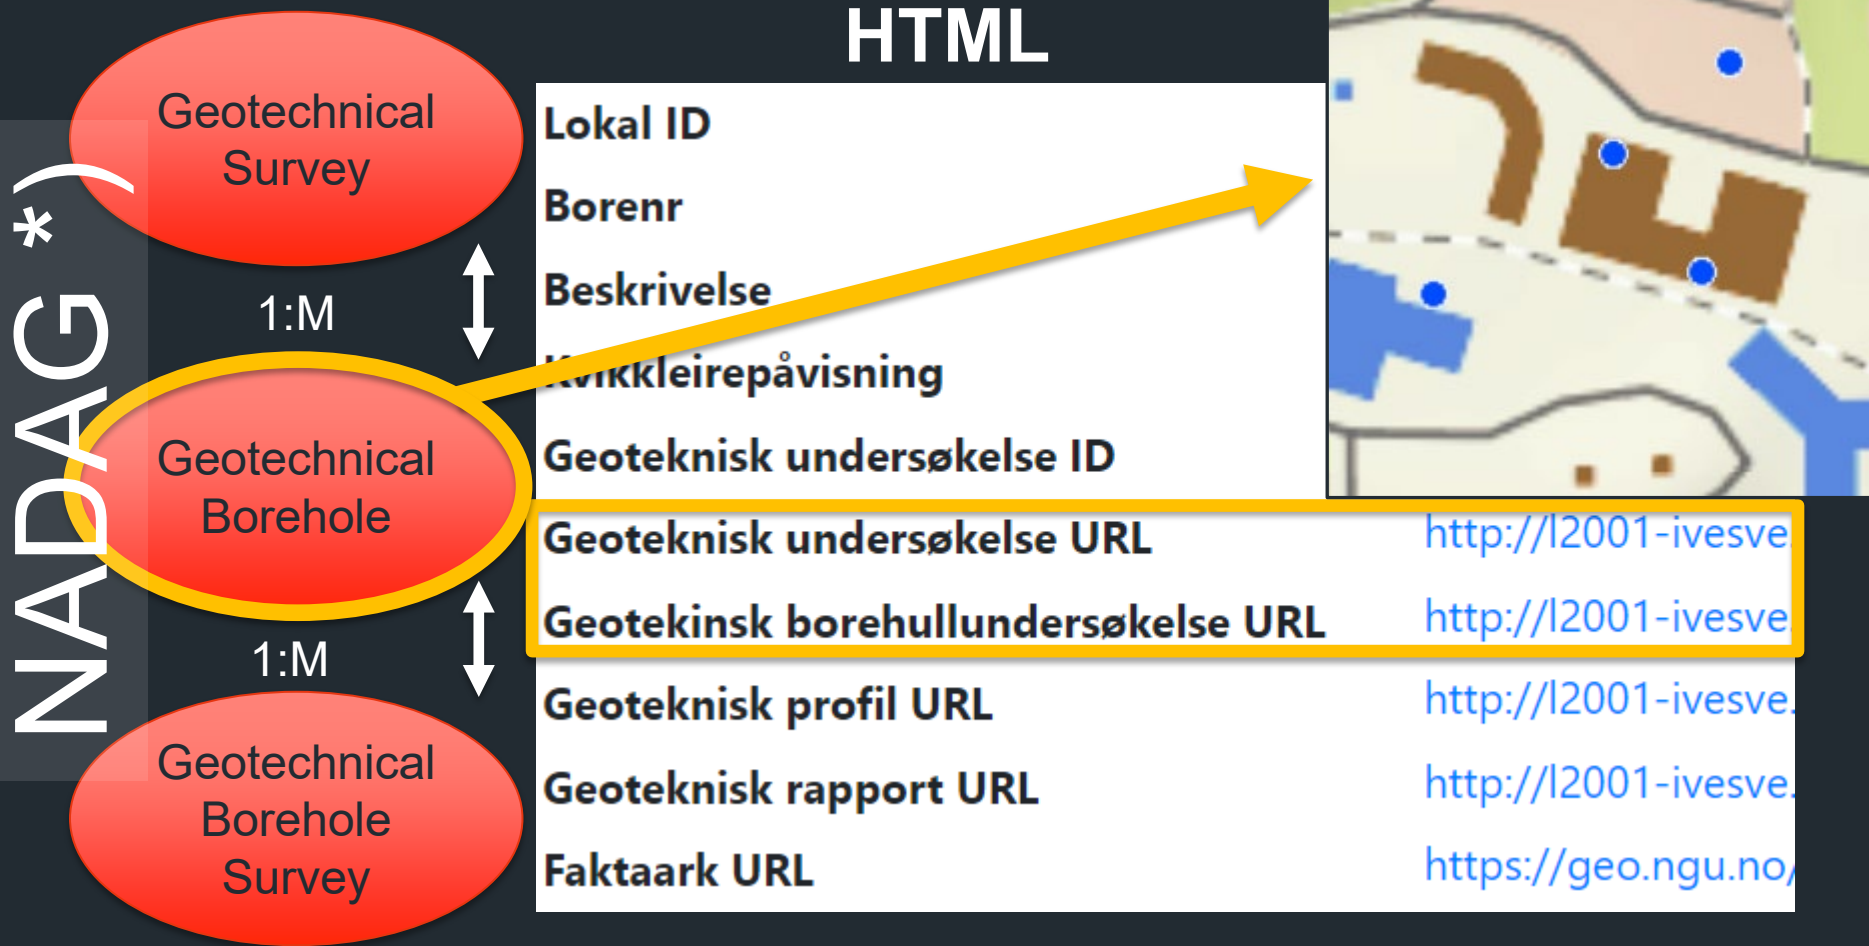 HTML
NADAG *)
Geotechnical
Survey
1:M
Geotechnical
Borehole
1:M
Geotechnical
Borehole
Survey
Lokal ID
Borenr
Beskrivelse
Kvikkleirepåvisning
Geoteknisk undersøkelse ID
Geoteknisk undersøkelse URL http://l2001-ivesve.
Geotekinsk borehullundersøkelse URL http://l2001-ivesve.
Geoteknisk profil URL http://l2001-ivesve.
Geoteknisk rapport URL http://l2001-ivesve.
Faktaark URL https://geo.ngu.no/